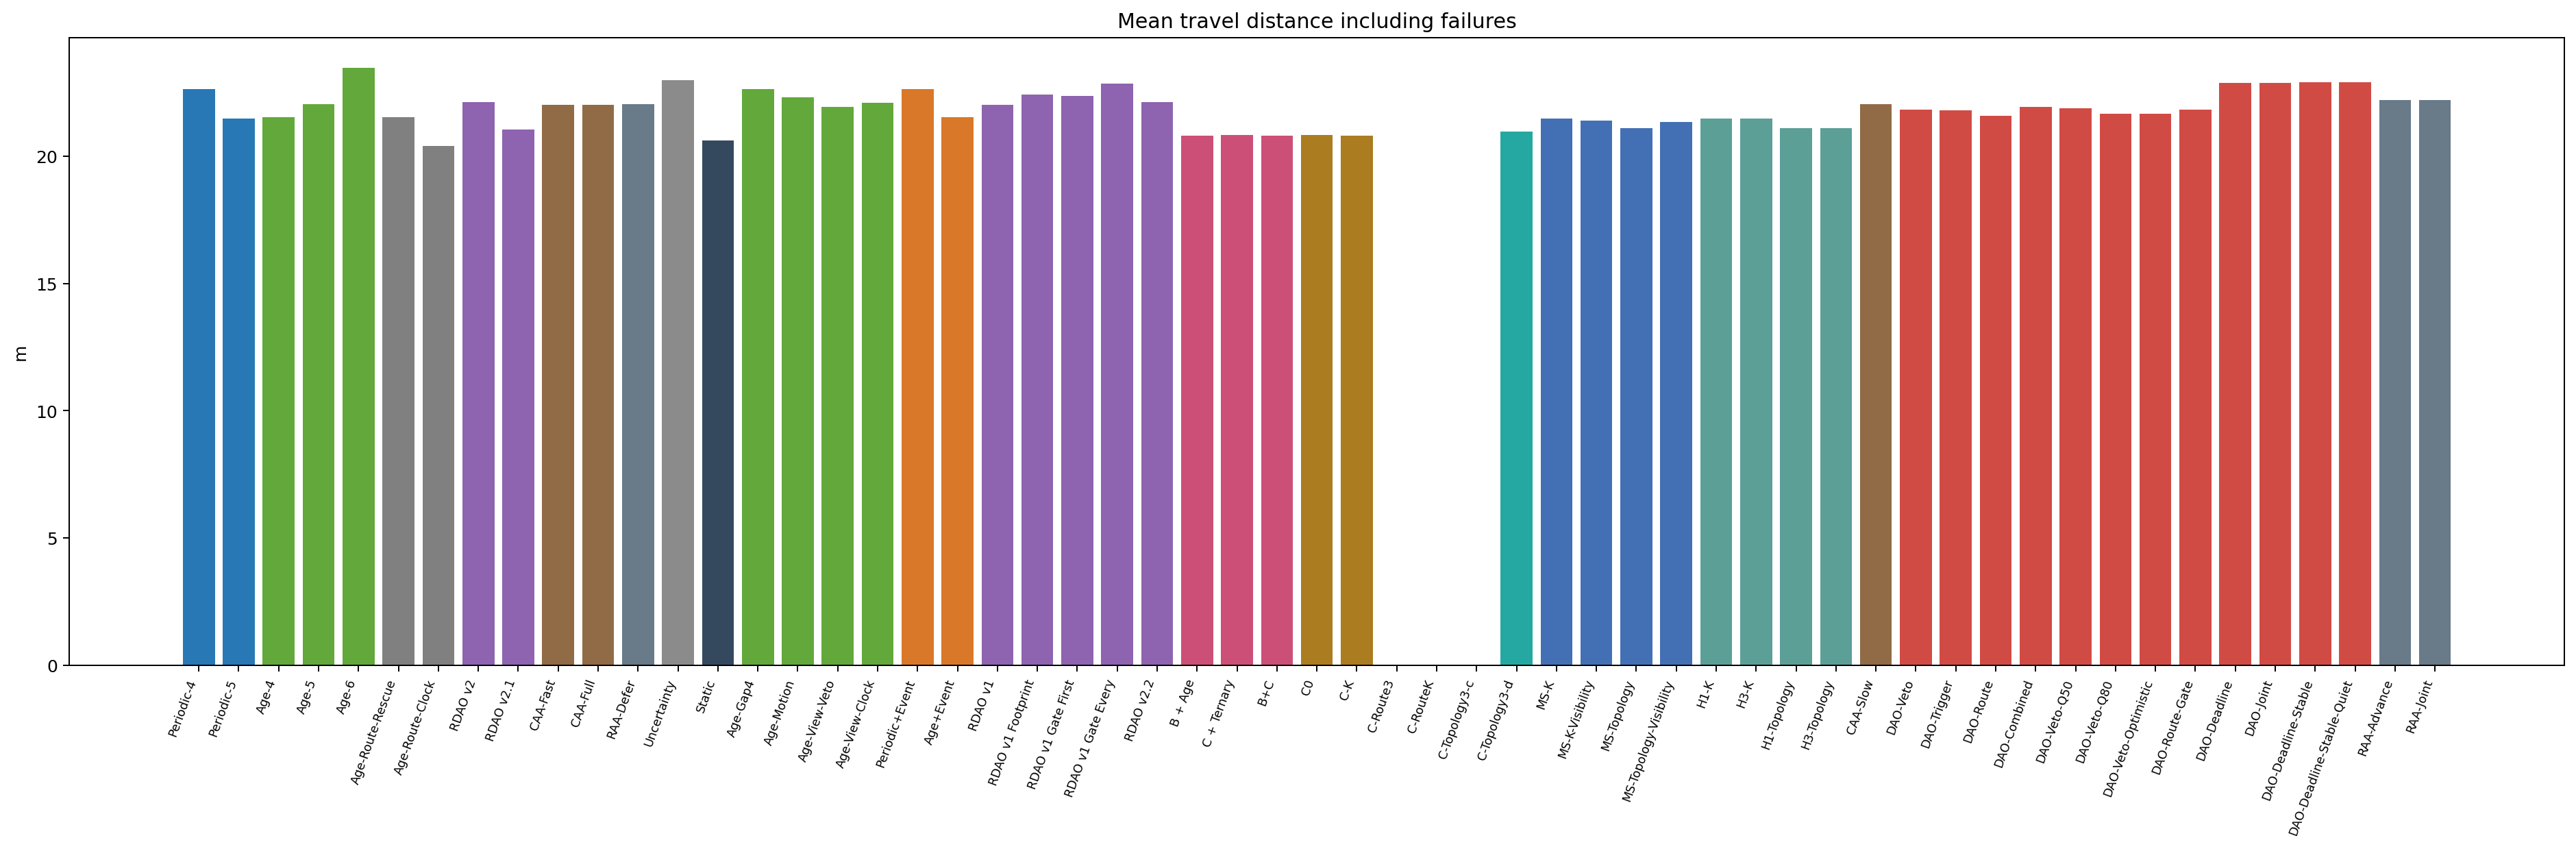 Mean travel distance including failures
m
20
15
10
5
0
Periodic-4
Periodic-5
Age-4
Age-5
Age-6
Age-Route-Rescue
Age-Route-Clock
RDAO v2
RDAO v2.1
CAA-Fast
CAA-Full
RAA-Defer
Uncertainty
Static
Age-Gap4
Age-Motion
Age-View-Veto
Age-View-Clock
Periodic+Event
Age+Event
RDAO v1
RDAO v1 Footprint
RDAO v1 Gate First
RDAO v1 Gate Every
RDAO v2.2
B + Age
C + Ternary
B+C
C0
C-K
C-Route3
C-RouteK
C-Topology3-c
C-Topology3-d
MS-K
MS-K-Visibility
MS-Topology
MS-Topology-Visibility
H1-K
H3-K
H1-Topology
H3-Topology
CAA-Slow
DAO-Veto
DAO-Trigger
DAO-Route
DAO-Combined
DAO-Veto-Q50
DAO-Veto-Q80
DAO-Veto-Optimistic
DAO-Route-Gate
DAO-Deadline
DAO-Joint
DAO-Deadline-Stable
DAO-Deadline-Stable-Quiet
RAA-Advance
RAA-Joint